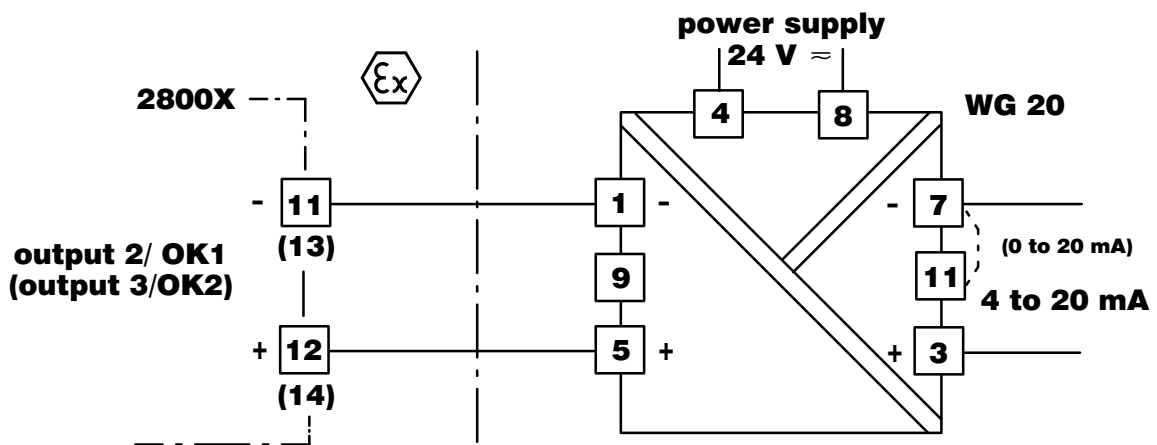 power supply
24 V ≂
2800X
Ɛx
4
8
WG 20
- 11
1 -
- 7
(13)
output 2/ OK1
(output 3/OK2)
9
(0 to 20 mA)
11
4 to 20 mA
+ 12
5 +
+ 3
(14)